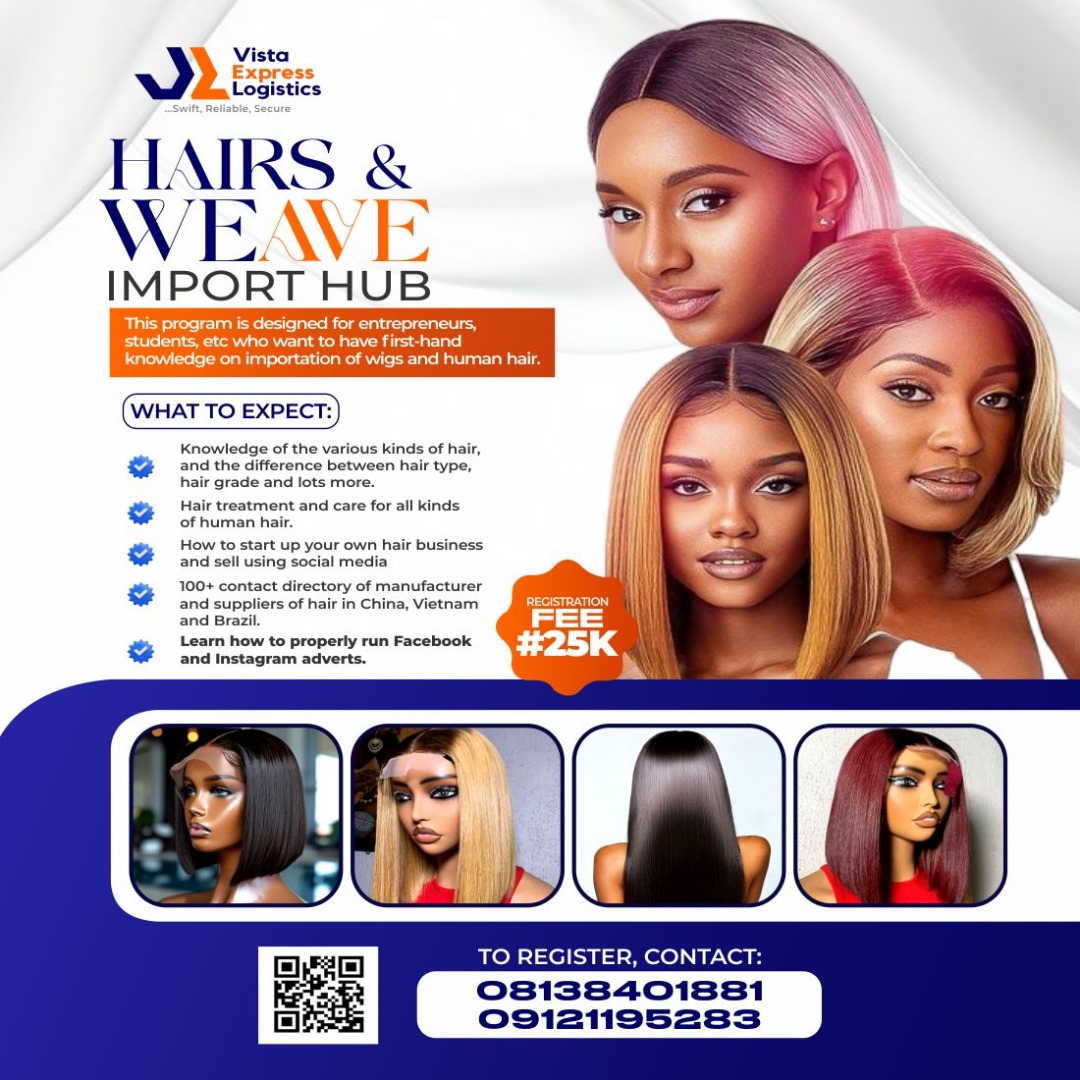 Vista
Express
Logistics
...Swift, Reliable, Secure
HAIRS &
WEAVE
IMPORT HUB
This program is designed for entrepreneurs,
students, etc who want to have first-hand
knowledge on importation of wigs and human hair.
WHAT TO EXPECT:
Knowledge of the various kinds of hair,
and the difference between hair type,
hair grade and lots more.
Hair treatment and care for all kinds
of human hair.
How to start up your own hair business
and sell using social media
100+ contact directory of manufacturer
and suppliers of hair in China, Vietnam
and Brazil.
Learn how to properly run Facebook
and Instagram adverts.
REGISTRATION
FEE
#25K
TO REGISTER, CONTACT:
08138401881
09121195283